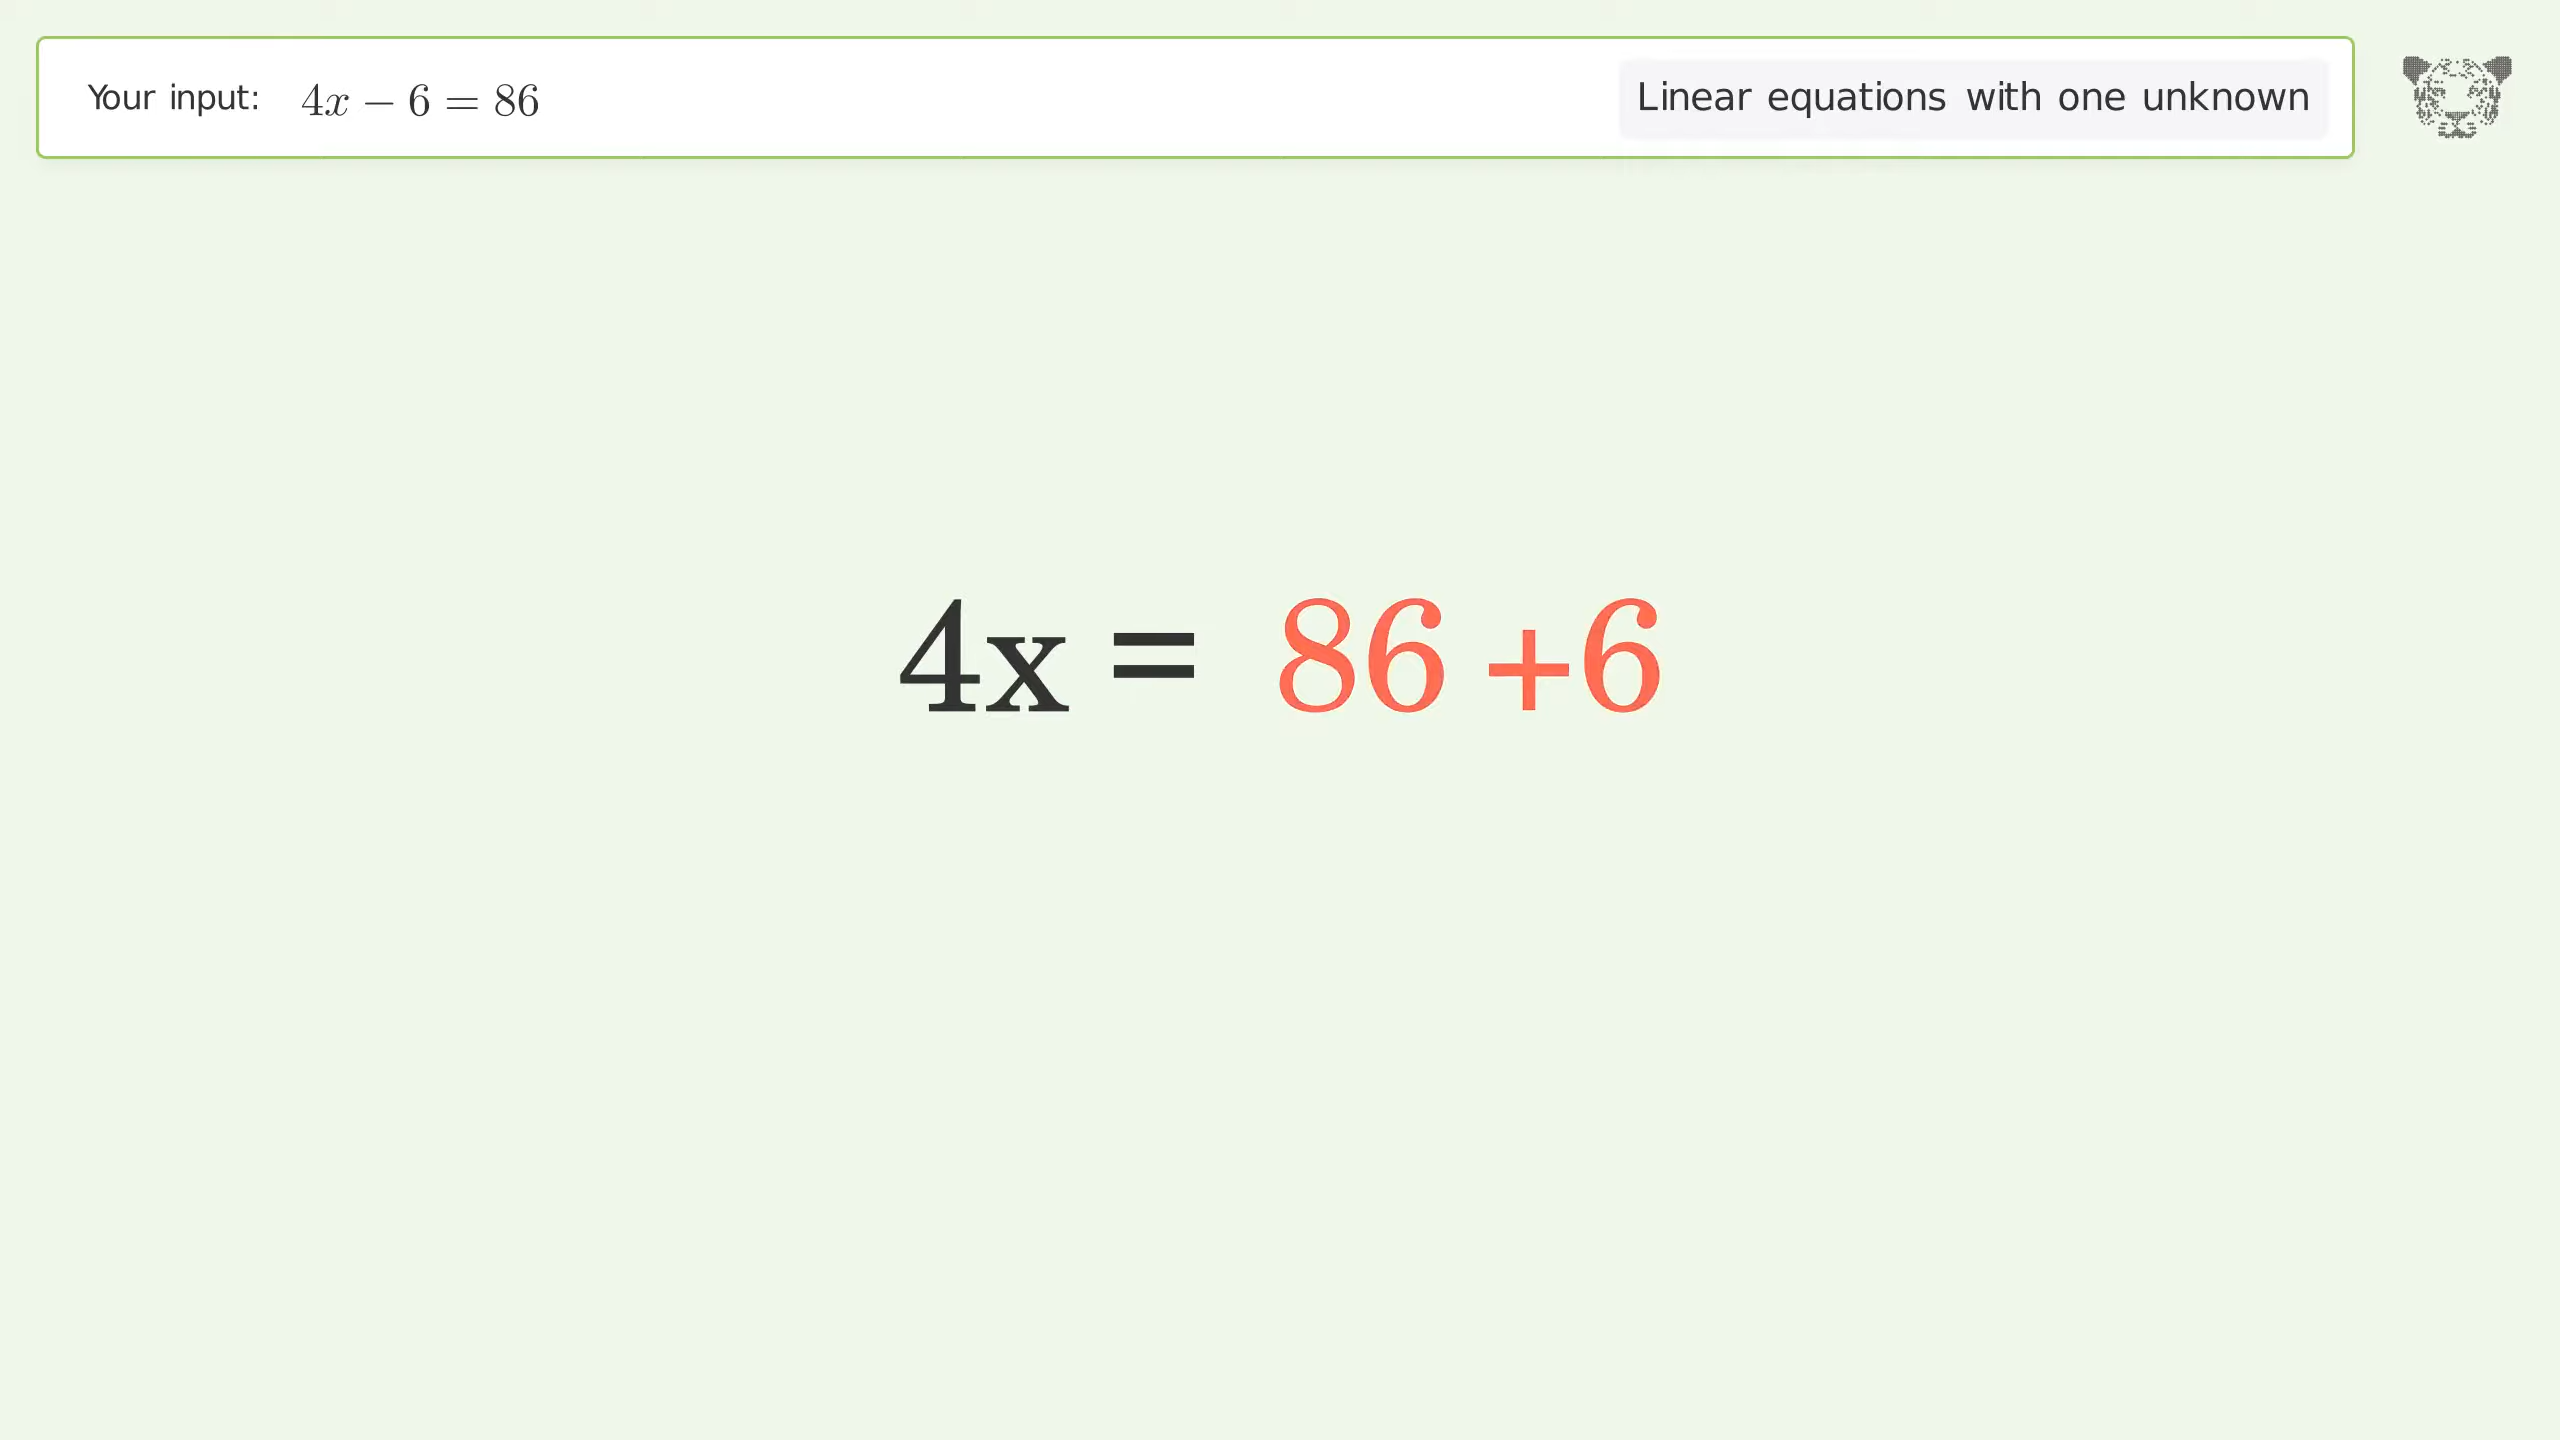 Your input: 4x − 6 = 86
Linear equations with one unknown
4x = 86 +6